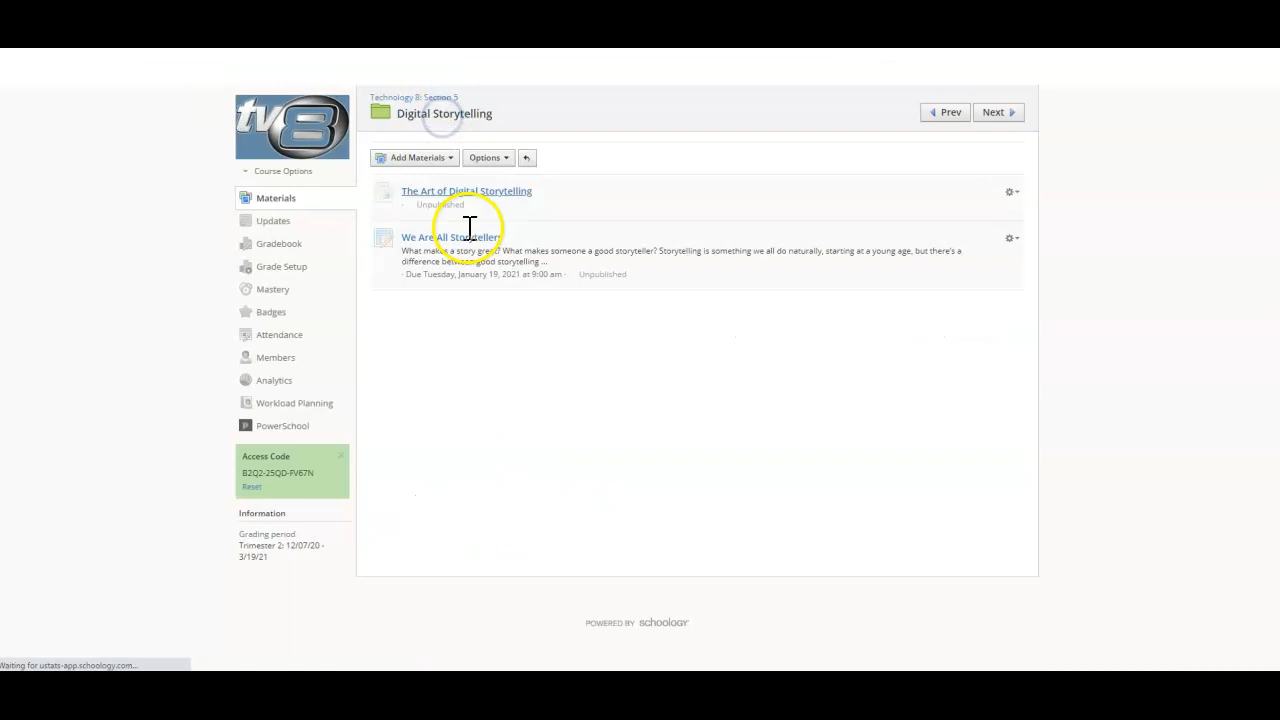 Technology 8: Section 5
Digital Storytelling
Prev
Next
tv8
Course Options
Add Materials
Options
Materials
Updates
Gradebook
Grade Setup
Mastery
Badges
Attendance
Members
Analytics
Workload Planning
PowerSchool
The Art of Digital Storytelling
· Unpublished
We Are All Storytellers
What makes a story great? What makes someone a good storyteller? Storytelling is something we all do naturally, starting at a young age, but there's a
difference between good storytelling ...
· Due Tuesday, January 19, 2021 at 9:00 am · Unpublished
Access Code
B2Q2-25QD-FV67N
Reset
Information
Grading period
Trimester 2: 12/07/20 -
3/19/21
POWERED BY schoology®
Waiting for ustats-app.schoology.com...